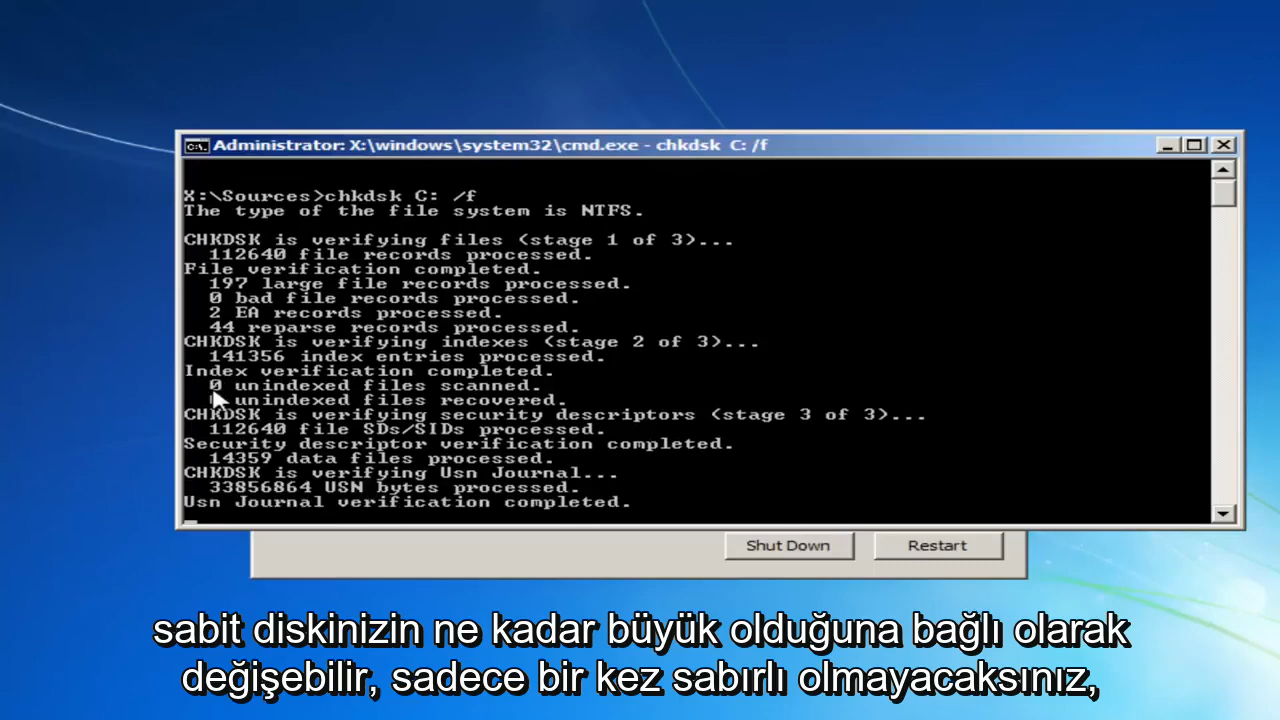 Administrator: X:\windows\system32\cmd.exe - chkdsk C: /f
X:\Sources>chkdsk C: /f
The type of the file system is NTFS.
CHKDSK is verifying files (stage 1 of 3)...
112640 file records processed.
File verification completed.
197 large file records processed.
0 bad file records processed.
2 EA records processed.
44 reparse records processed.
CHKDSK is verifying indexes (stage 2 of 3)...
141356 index entries processed.
Index verification completed.
0 unindexed files scanned.
unindexed files recovered.
CHKDSK is verifying security descriptors (stage 3 of 3)...
112640 file SDs/SIDs processed.
Security descriptor verification completed.
14359 data files processed.
CHKDSK is verifying Usn Journal...
33856864 USN bytes processed.
Usn Journal verification completed.
Shut Down Restart
sabit diskinizin ne kadar büyük olduğuna bağlı olarak
değişebilir, sadece bir kez sabırlı olmayacaksınız,